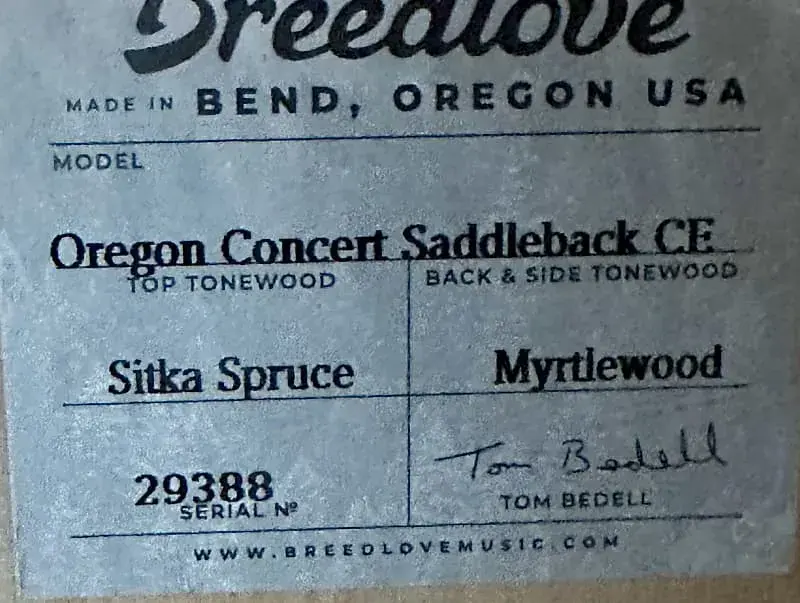 Breedlove
MADE IN BEND, OREGON USA
MODEL
Oregon Concert Saddleback CE
TOP TONEWOOD
BACK & SIDE TONEWOOD
Sitka Spruce
Myrtlewood
29388
SERIAL Nº
Tom Bedell
TOM BEDELL
WWW.BREEDLOVEMUSIC.COM